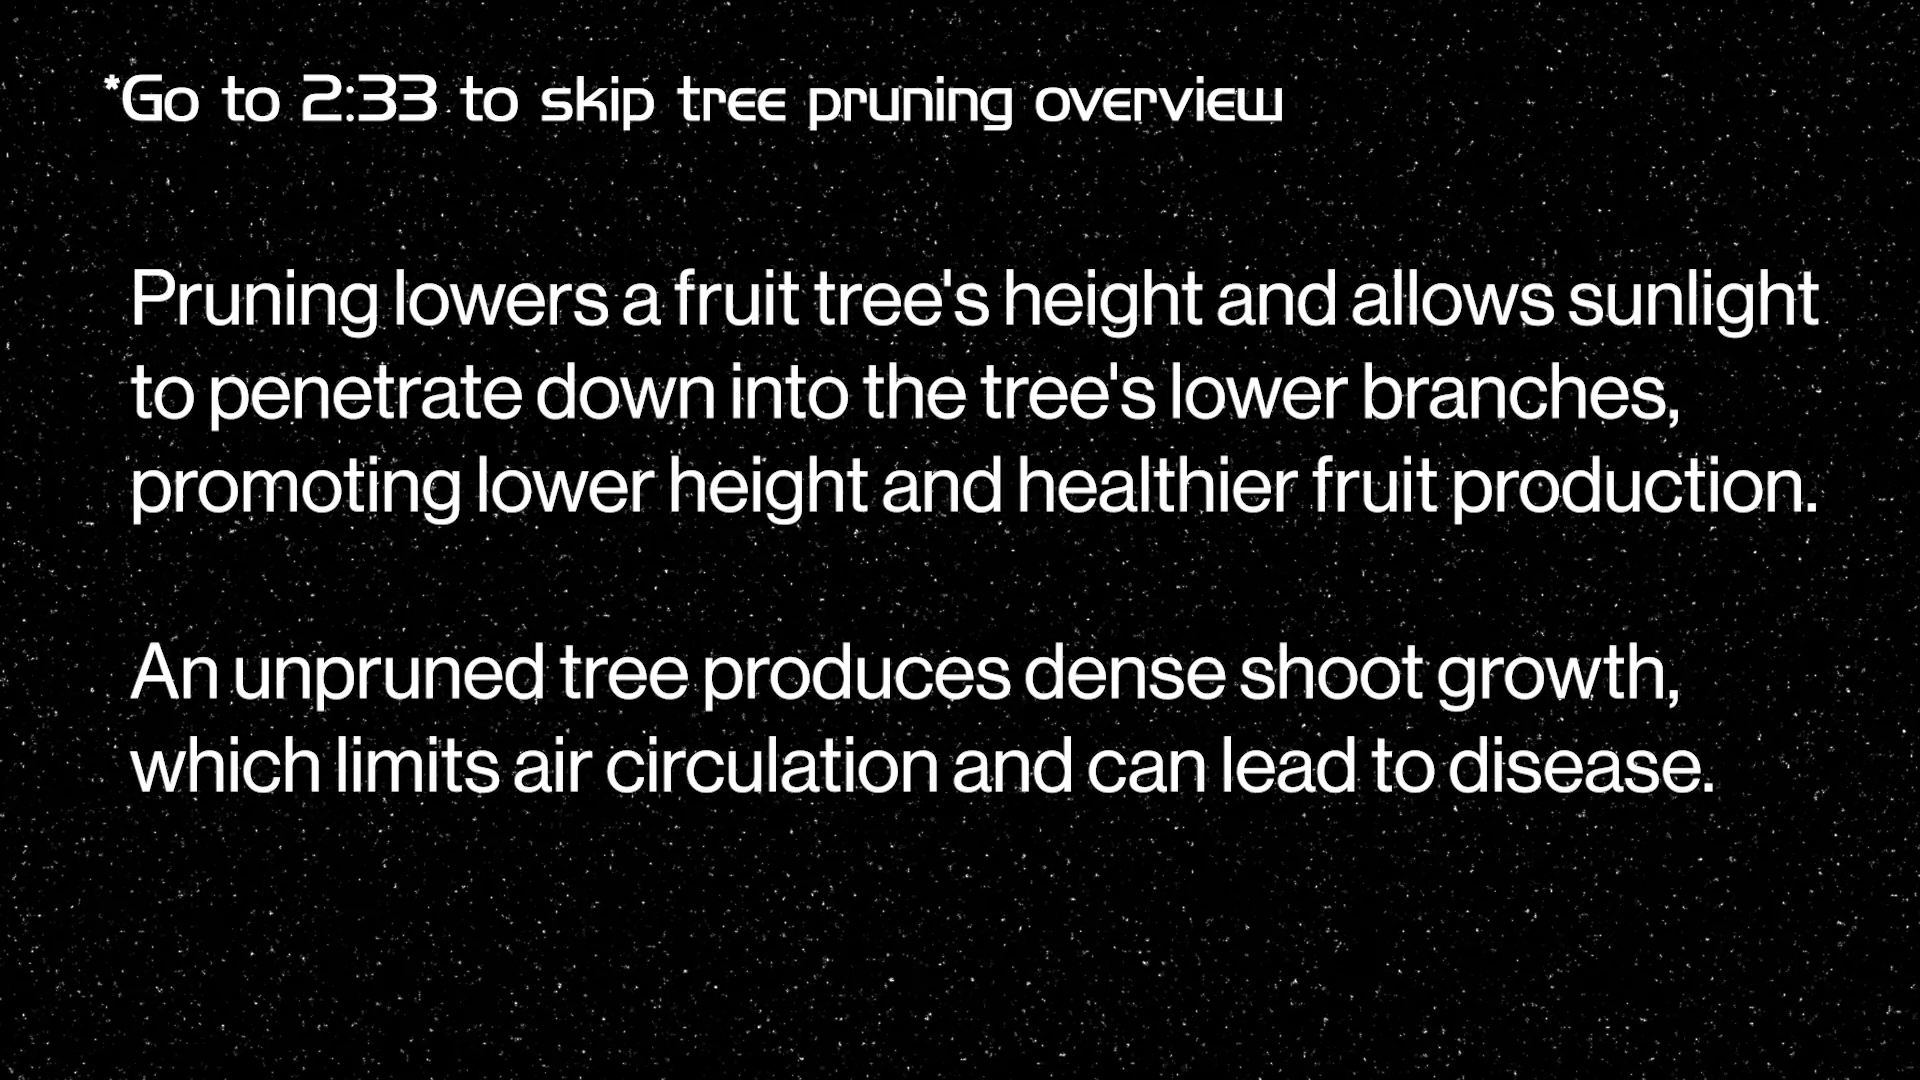 *Go to 2:33 to skip tree pruning overview
Pruning lowers a fruit tree's height and allows sunlight
to penetrate down into the tree's lower branches,
promoting lower height and healthier fruit production.
An unpruned tree produces dense shoot growth,
which limits air circulation and can lead to disease.